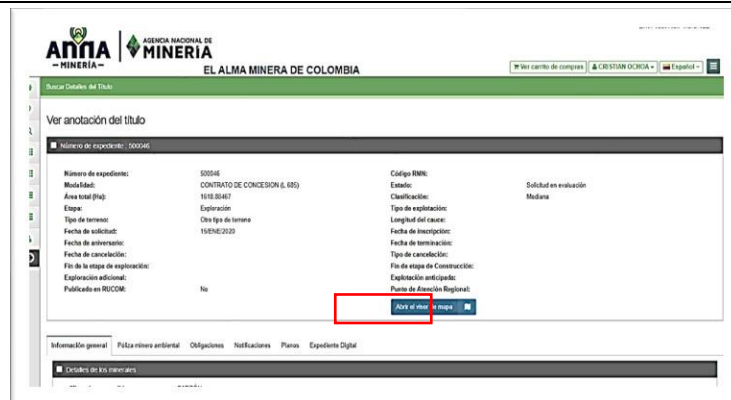 ANNA
– MINERÍA –
AGENCIA NACIONAL DE
MINERÍA
EL ALMA MINERA DE COLOMBIA
Ver carrito de compras
CRISTIAN OCHOA
Español
Buscar Detalles del Título
Ver anotación del título
Número de expediente : 500046
Número de expediente: 500046 Código RMN:
Modalidad: CONTRATO DE CONCESION (L 685) Estado: Solicitud en evaluación
Área total (Ha): 1618.88467 Clasificación: Mediana
Etapa: Exploración Tipo de explotación:
Tipo de terreno: Otro tipo de terreno Longitud del cauce:
Fecha de solicitud: 15/ENE/2020 Fecha de inscripción:
Fecha de aniversario: Fecha de terminación:
Fecha de cancelación: Tipo de cancelación:
Fin de la etapa de exploración: Fin de etapa de Construcción:
Exploración adicional: Explotación anticipada:
Publicado en RUCOM: No Punto de Atención Regional:
Abrir el visor de mapa
Información general Póliza minero ambiental Obligaciones Notificaciones Planos Expediente Digital
Detalles de los minerales